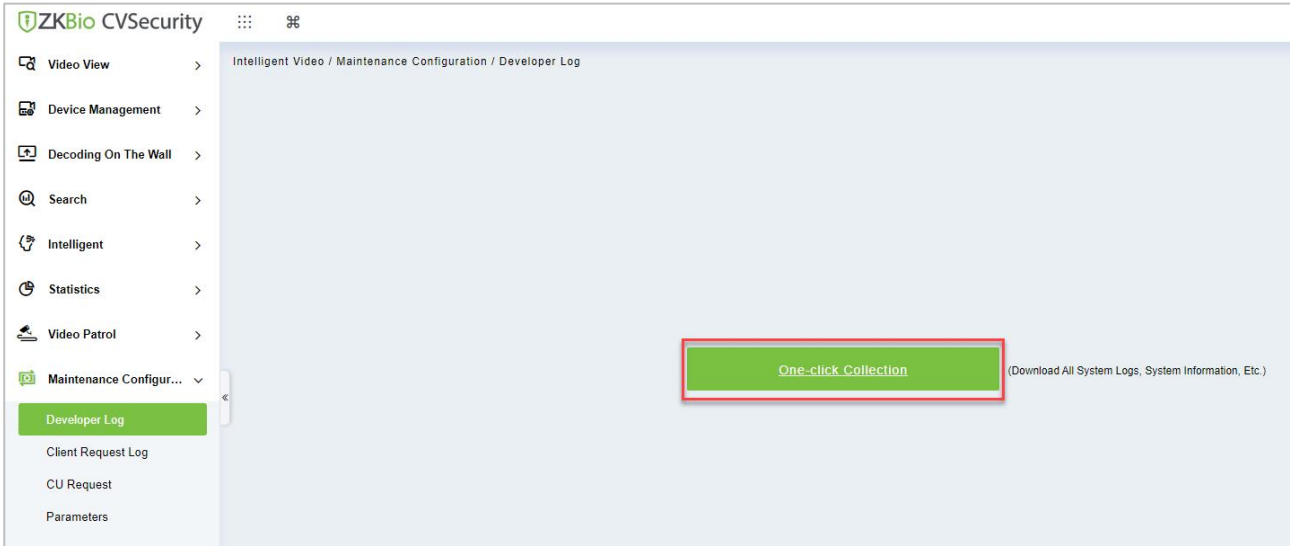 ZKBio CVSecurity
Video View
Device Management
Decoding On The Wall
Search
Intelligent
Statistics
Video Patrol
Maintenance Configur...
Developer Log
Client Request Log
CU Request
Parameters
Intelligent Video / Maintenance Configuration / Developer Log
One-click Collection (Download All System Logs, System Information, Etc.)